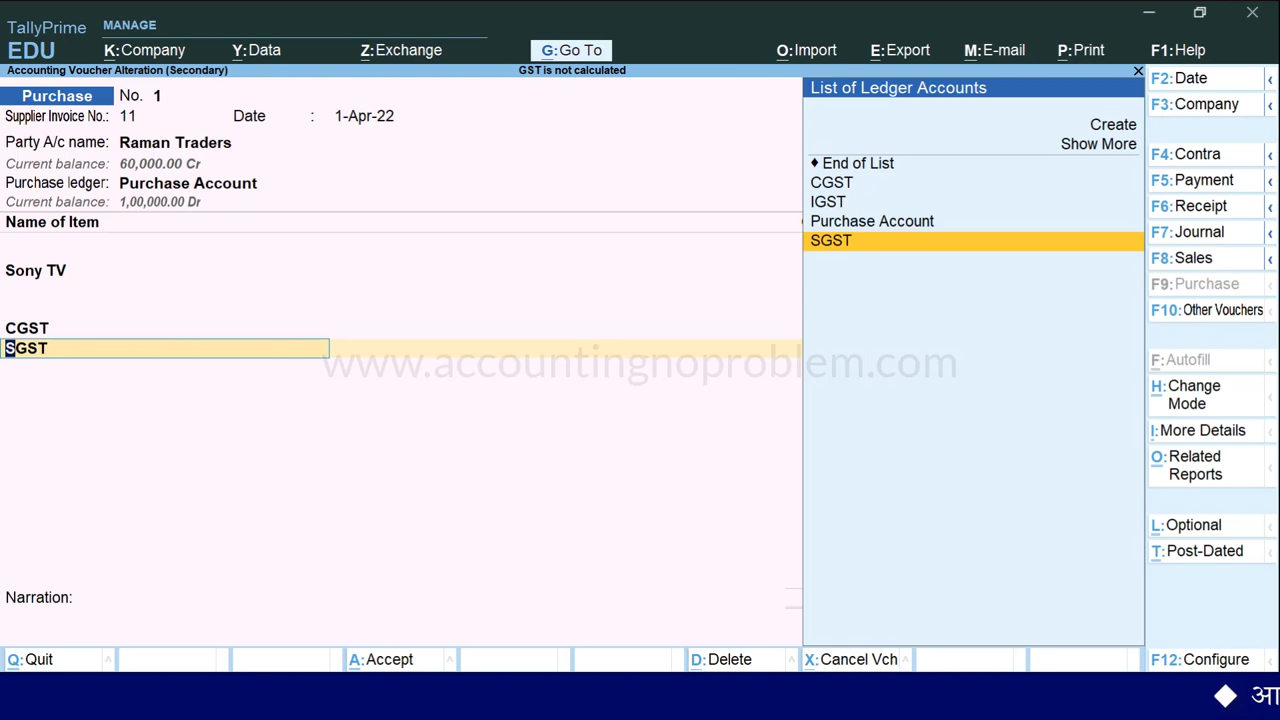 TallyPrime
MANAGE
EDU
K:Company
Y:Data
Z:Exchange
G:Go To
O:Import
E:Export
M:E-mail
P:Print
F1:Help
Accounting Voucher Alteration (Secondary)
GST is not calculated
Purchase No. 1
Supplier Invoice No.: 11 Date : 1-Apr-22
Party A/c name: Raman Traders
Current balance: 60,000.00 Cr
Purchase ledger: Purchase Account
Current balance: 1,00,000.00 Dr
Name of Item
Sony TV
CGST
SGST
www.accountingnoproblem.com
Narration:
List of Ledger Accounts
Create
Show More
♦ End of List
CGST
IGST
Purchase Account
SGST
F2:Date
F3:Company
F4:Contra
F5:Payment
F6:Receipt
F7:Journal
F8:Sales
F9:Purchase
F10:Other Vouchers
F:Autofill
H:Change
Mode
I:More Details
O:Related
Reports
L:Optional
T:Post-Dated
Q:Quit
A:Accept
D:Delete
X:Cancel Vch
F12:Configure